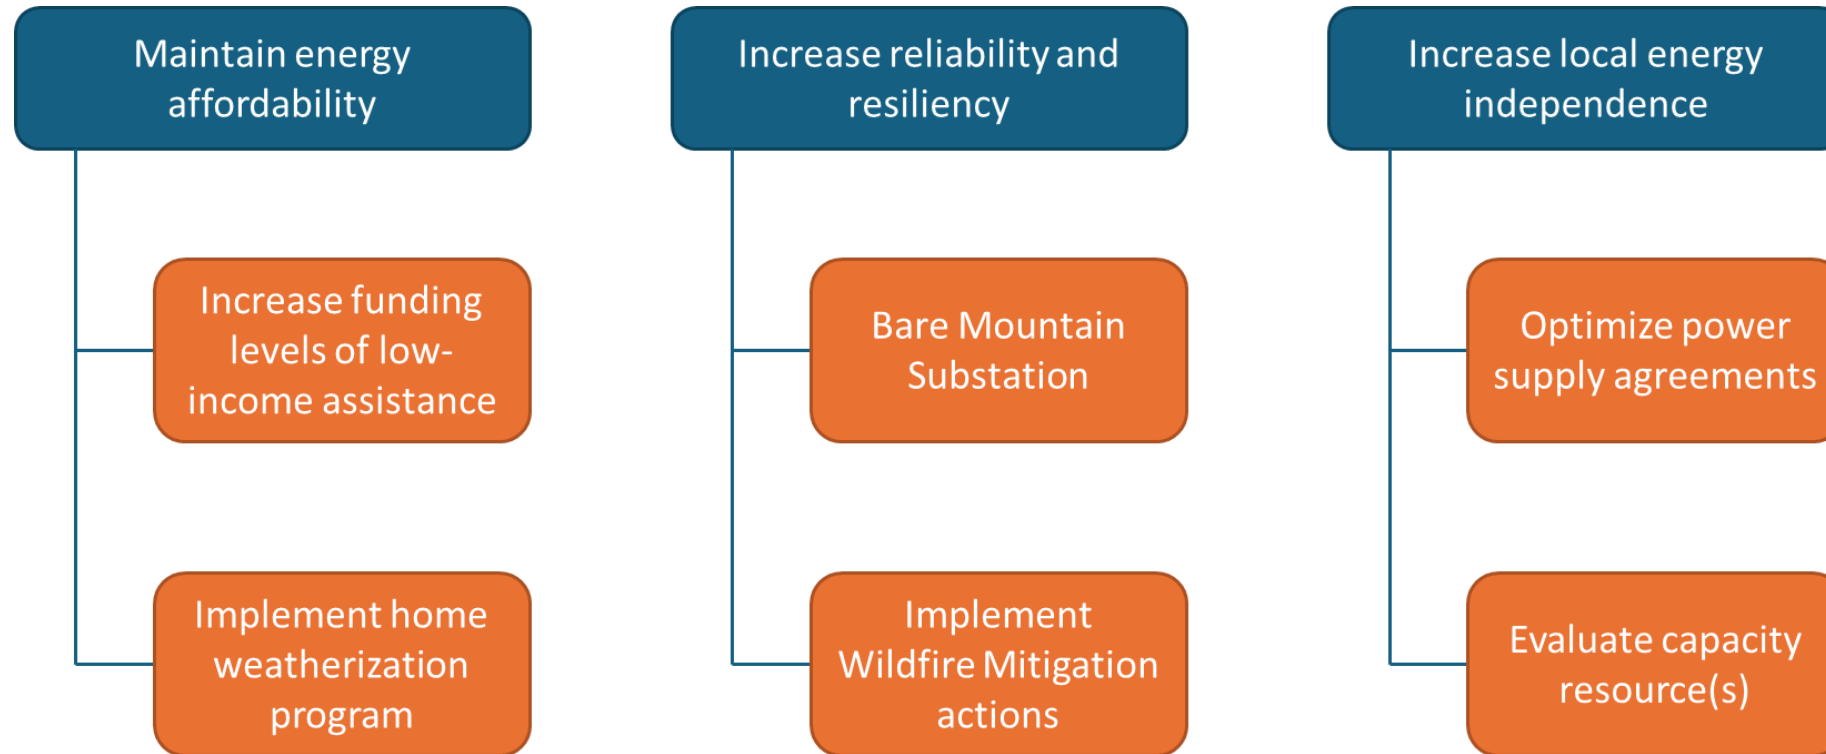 Maintain energy
affordability
Increase funding
levels of low-
income assistance
Implement home
weatherization
program
Increase reliability and
resiliency
Bare Mountain
Substation
Implement
Wildfire Mitigation
actions
Increase local energy
independence
Optimize power
supply agreements
Evaluate capacity
resource(s)